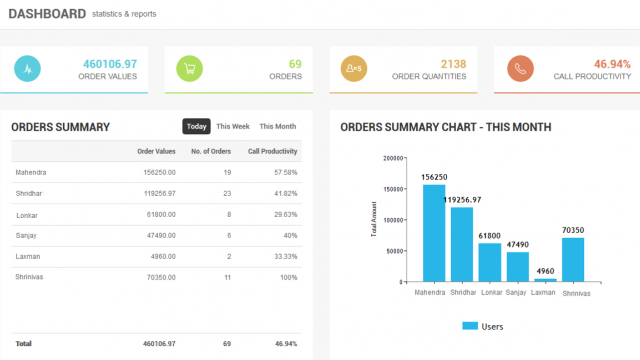 DASHBOARD statistics & reports
460106.97
ORDER VALUES
69
ORDERS
×5
2138
ORDER QUANTITIES
46.94%
CALL PRODUCTIVITY
ORDERS SUMMARY Today This Week This Month
Order Values No. of Orders Call Productivity
Mahendra 156250.00 19 57.58%
Shridhar 119256.97 23 41.82%
Lonkar 61800.00 8 29.63%
Sanjay 47490.00 6 40%
Laxman 4960.00 2 33.33%
Shrinivas 70350.00 11 100%
Total 460106.97 69 46.94%
ORDERS SUMMARY CHART - THIS MONTH
Total Amount
200000
150000
100000
50000
0
156250
119256.97
61800
47490
4960
70350
Mahendra Shridhar Lonkar Sanjay Laxman Shrinivas
Users